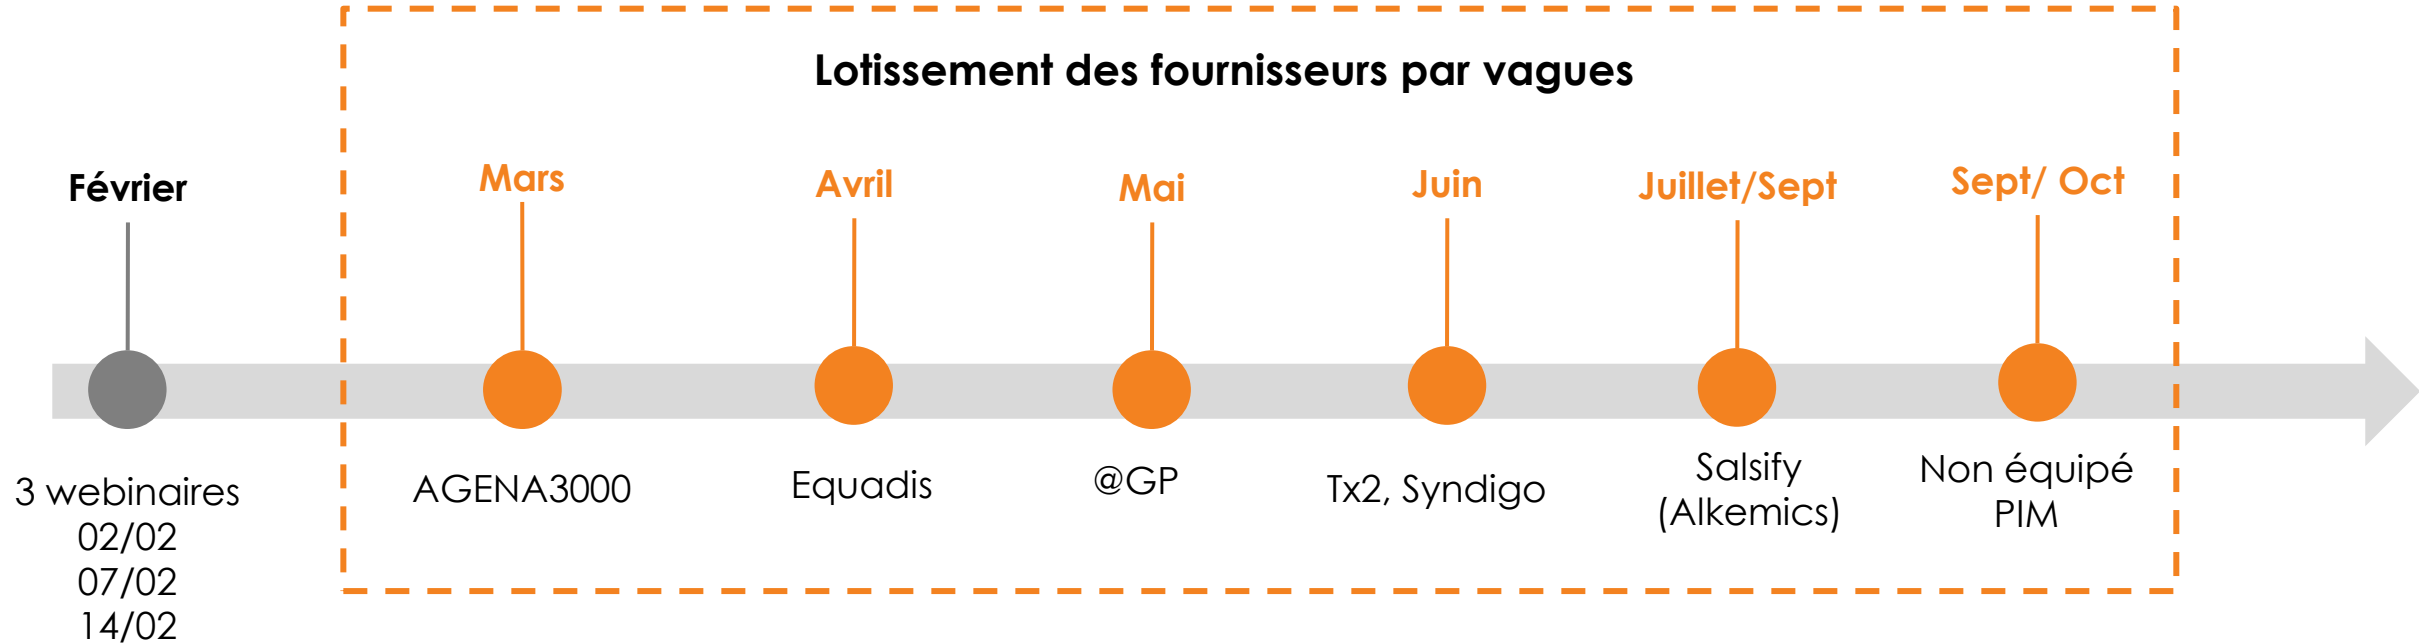 Lotissement des fournisseurs par vagues
Février
Mars
Avril
Mai
Juin
Juillet/Sept
Sept/ Oct
3 webinaires
02/02
07/02
14/02
AGENA3000
Equadis
@GP
Tx2, Syndigo
Salsify
(Alkemics)
Non équipé
PIM